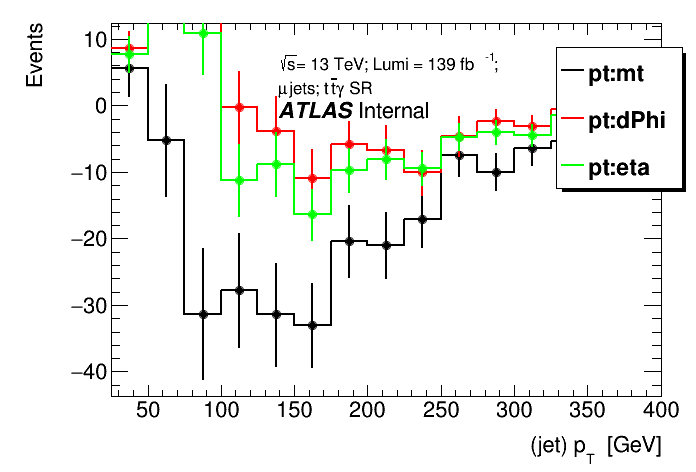 Events
10
0
−10
−20
−30
−40
√s= 13 TeV; Lumi = 139 fb⁻¹;
μjets; tt̄γ SR
ATLAS Internal
pt:mt
pt:dPhi
pt:eta
50 100 150 200 250 300 350 400
(jet) p_T [GeV]